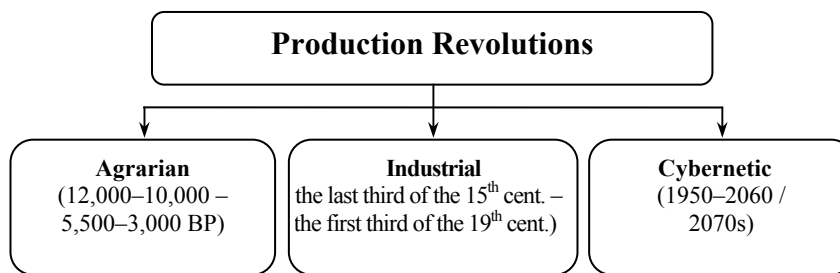 Production Revolutions
Agrarian
(12,000–10,000 –
5,500–3,000 BP)
Industrial
the last third of the 15th cent. –
the first third of the 19th cent.)
Cybernetic
(1950–2060 /
2070s)